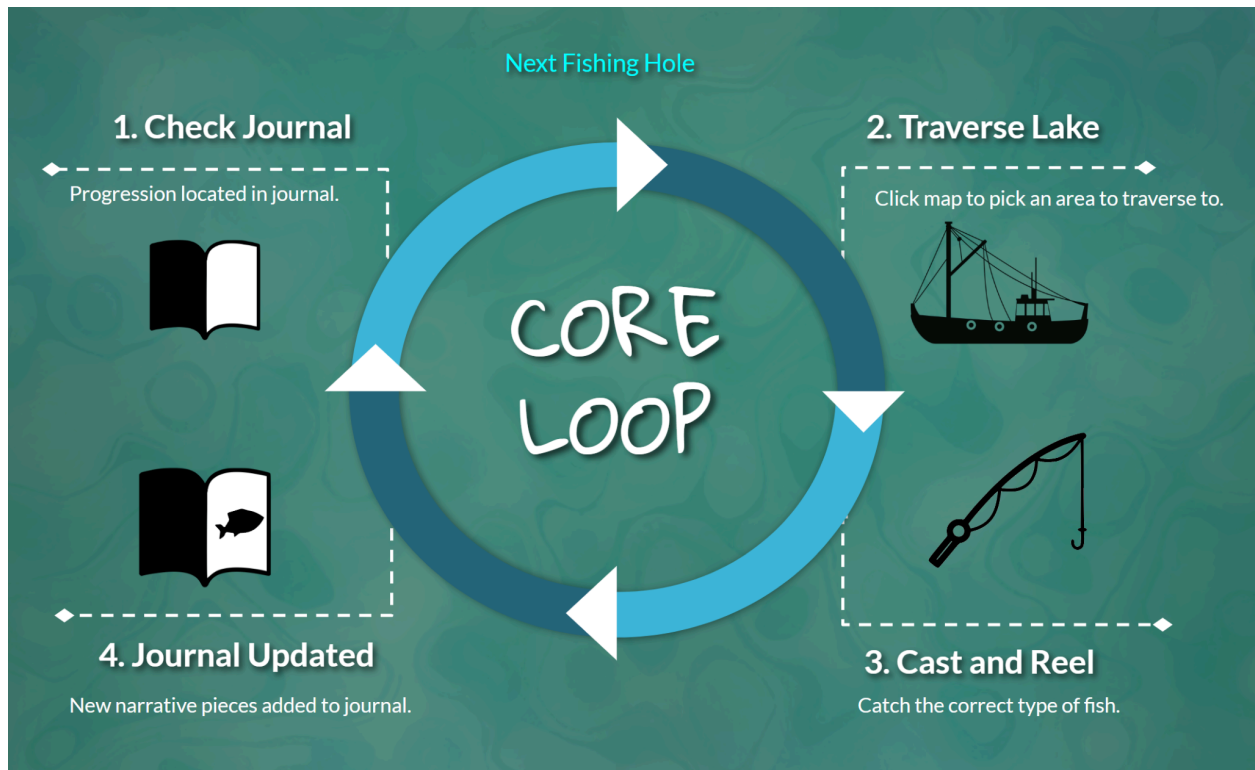 Next Fishing Hole
1. Check Journal
Progression located in journal.
2. Traverse Lake
Click map to pick an area to traverse to.
CORE
LOOP
4. Journal Updated
New narrative pieces added to journal.
3. Cast and Reel
Catch the correct type of fish.